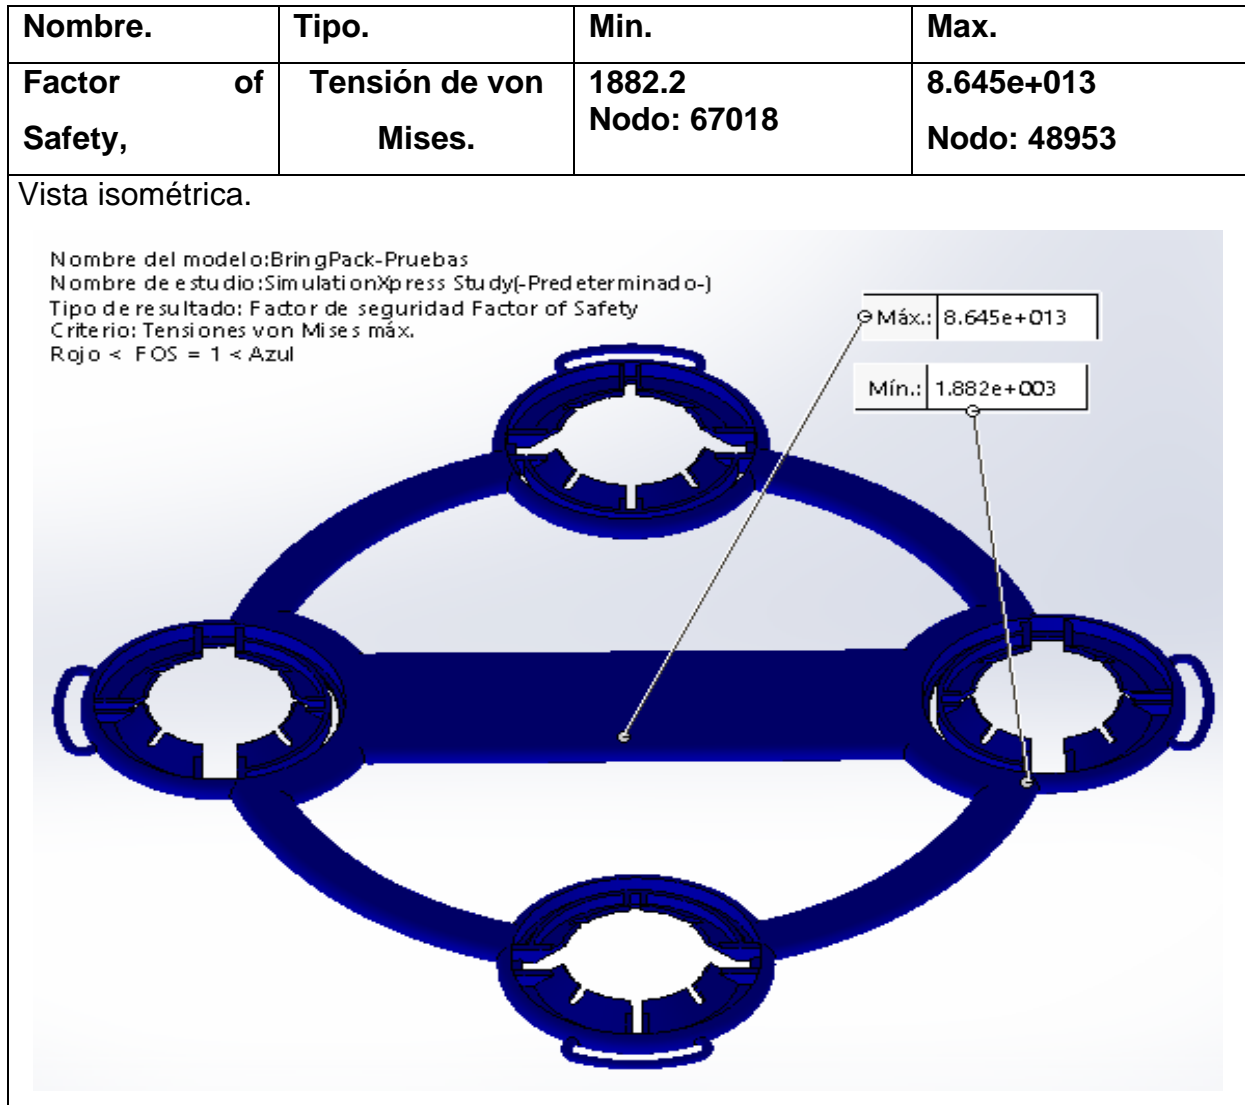 Nombre. Tipo. Min. Max.
Factor of Safety, Tensión de von Mises. 1882.2 Nodo: 67018 8.645e+013 Nodo: 48953
Vista isométrica.
Nombre del modelo:BringPack-Pruebas
Nombre de estudio:SimulationXpress Study(-Predeterminado-)
Tipo de resultado: Factor de seguridad Factor of Safety
Criterio: Tensiones von Mises máx.
Rojo < FOS = 1 < Azul
Máx.: 8.645e+013
Mín.: 1.882e+003